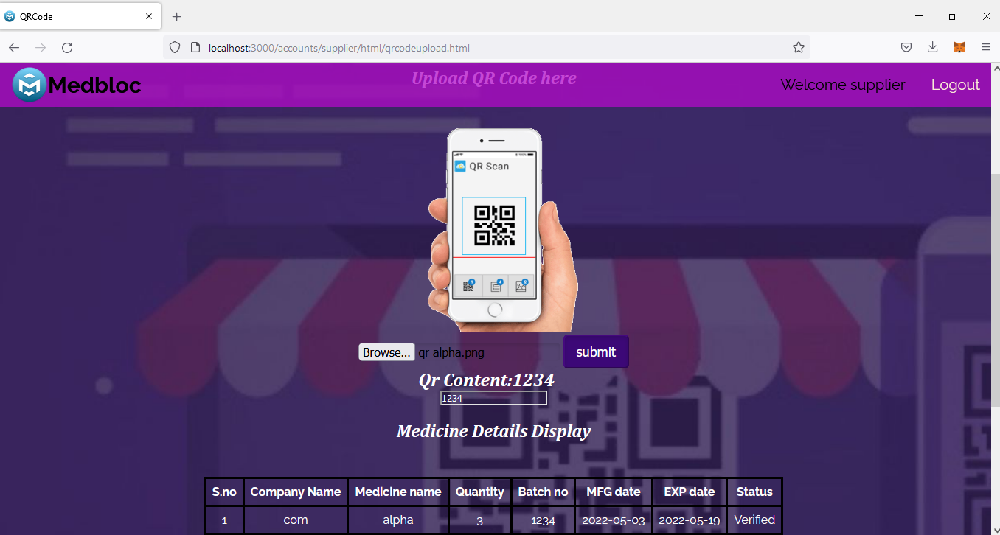 QRCode
localhost:3000/accounts/supplier/html/qrcodeupload.html
Medbloc
Upload QR Code here
Welcome supplier
Logout
QR Scan
Browse...
qr alpha.png
submit
Qr Content:1234
1234
Medicine Details Display
S.no Company Name Medicine name Quantity Batch no MFG date EXP date Status
1 com alpha 3 1234 2022-05-03 2022-05-19 Verified